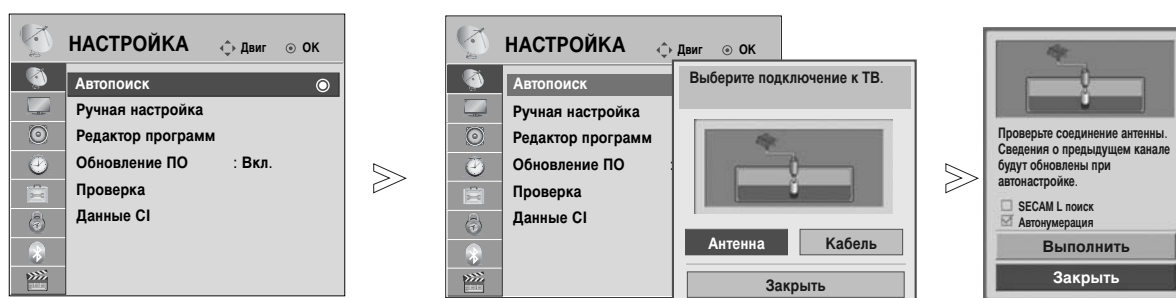 НАСТРОЙКА Двиг OK
Автопоиск
Ручная настройка
Редактор программ
Обновление ПО : Вкл.
Проверка
Данные CI
НАСТРОЙКА Двиг OK
Автопоиск
Ручная настройка
Редактор программ
Обновление ПО :
Проверка
Данные CI
Выберите подключение к ТВ.
Антенна Кабель
Закрыть
Проверьте соединение антенны.
Сведения о предыдущем канале
будут обновлены при
автонастройке.
SECAM L поиск
Автонумерация
Выполнить
Закрыть